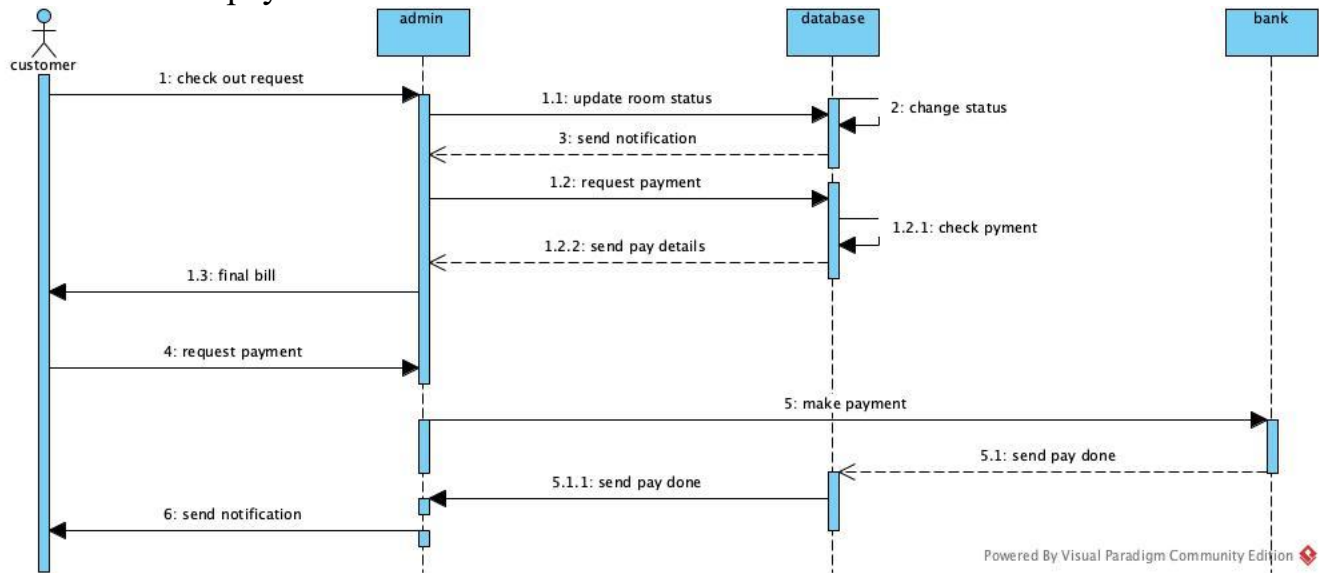 pay
admin
database
bank
customer
1: check out request
1.1: update room status
2: change status
3: send notification
1.2: request payment
1.2.1: check pyment
1.2.2: send pay details
1.3: final bill
4: request payment
5: make payment
5.1: send pay done
5.1.1: send pay done
6: send notification
Powered By Visual Paradigm Community Edition